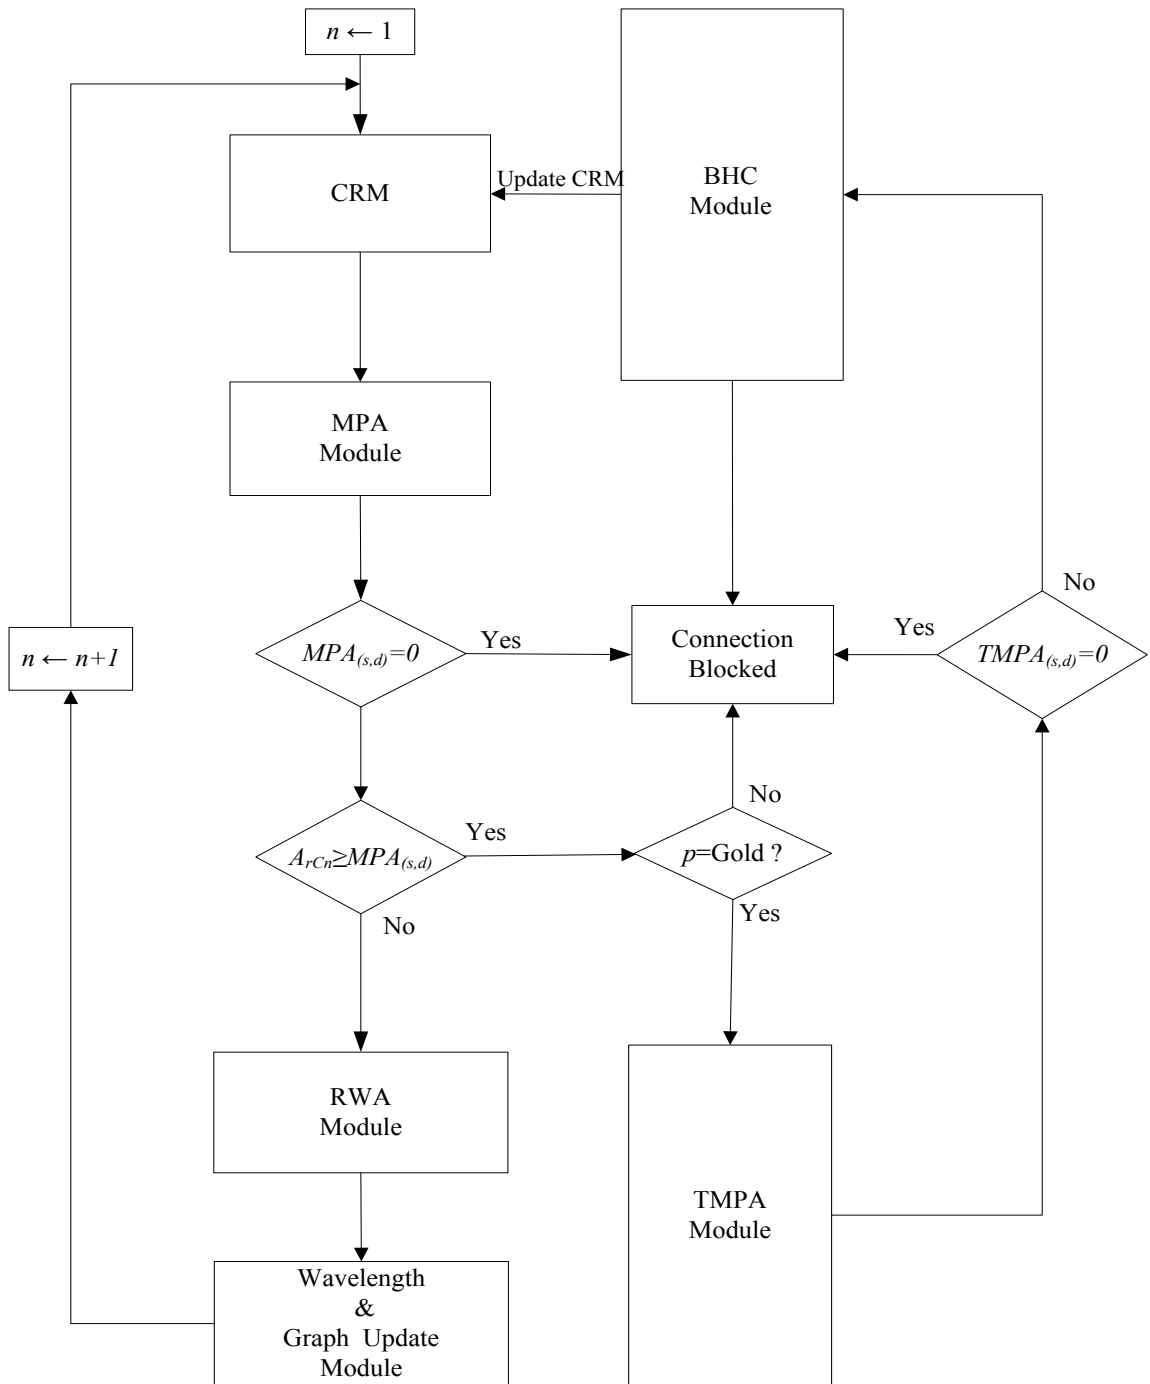 n ← 1
CRM
Update CRM
BHC
Module
MPA
Module
No
n ← n+1
MPA(s,d)=0
Yes
Connection
Blocked
Yes
TMPA(s,d)=0
No
ArCn≥MPA(s,d)
Yes
p=Gold ?
No
Yes
RWA
Module
TMPA
Module
Wavelength
&
Graph Update
Module